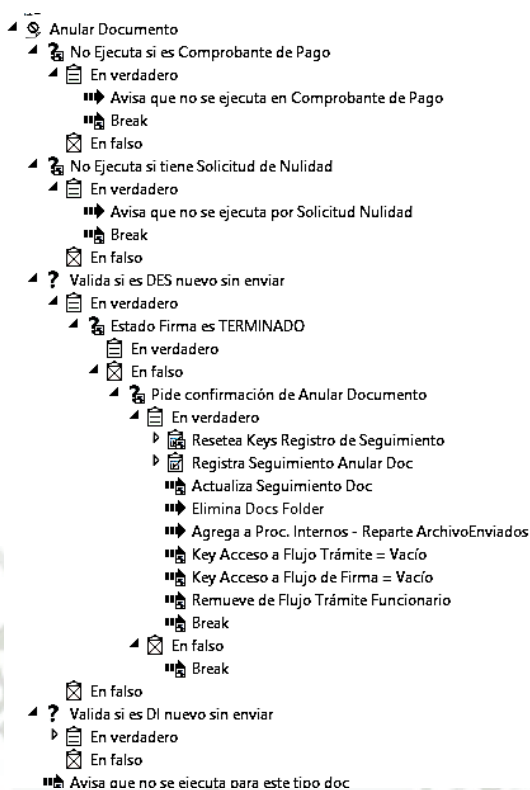 Anular Documento
No Ejecuta si es Comprobante de Pago
En verdadero
Avisa que no se ejecuta en Comprobante de Pago
Break
En falso
No Ejecuta si tiene Solicitud de Nulidad
En verdadero
Avisa que no se ejecuta por Solicitud Nulidad
Break
En falso
Valida si es DES nuevo sin enviar
En verdadero
Estado Firma es TERMINADO
En verdadero
En falso
Pide confirmación de Anular Documento
En verdadero
Resetea Keys Registro de Seguimiento
Registra Seguimiento Anular Doc
Actualiza Seguimiento Doc
Elimina Docs Folder
Agrega a Proc. Internos - Reparte ArchivoEnviados
Key Acceso a Flujo Trámite = Vacío
Key Acceso a Flujo de Firma = Vacío
Remueve de Flujo Trámite Funcionario
Break
En falso
Break
En falso
Valida si es DI nuevo sin enviar
En verdadero
En falso
Avisa que no se ejecuta para este tipo doc